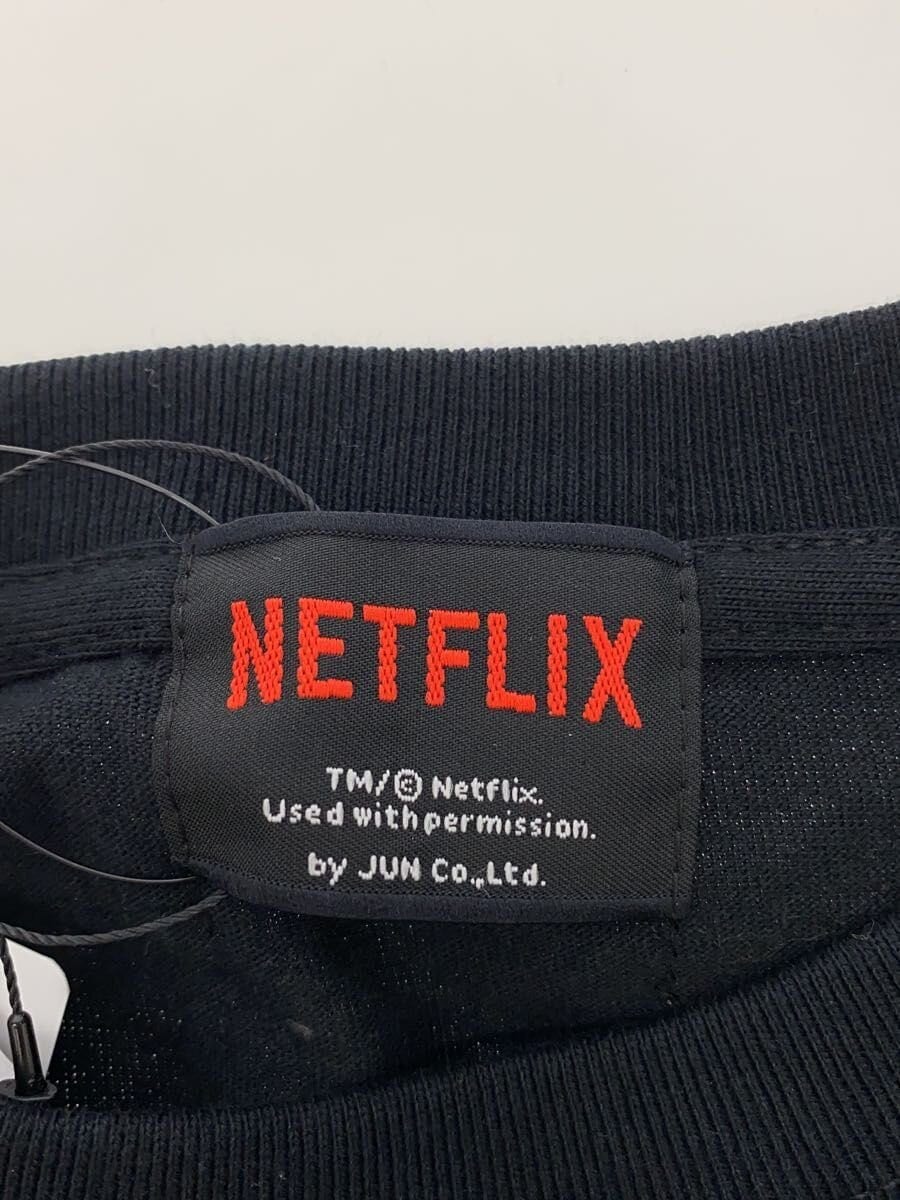 NETFLIX
TM/© Netflix.
Used with permission.
by JUN Co.,Ltd.